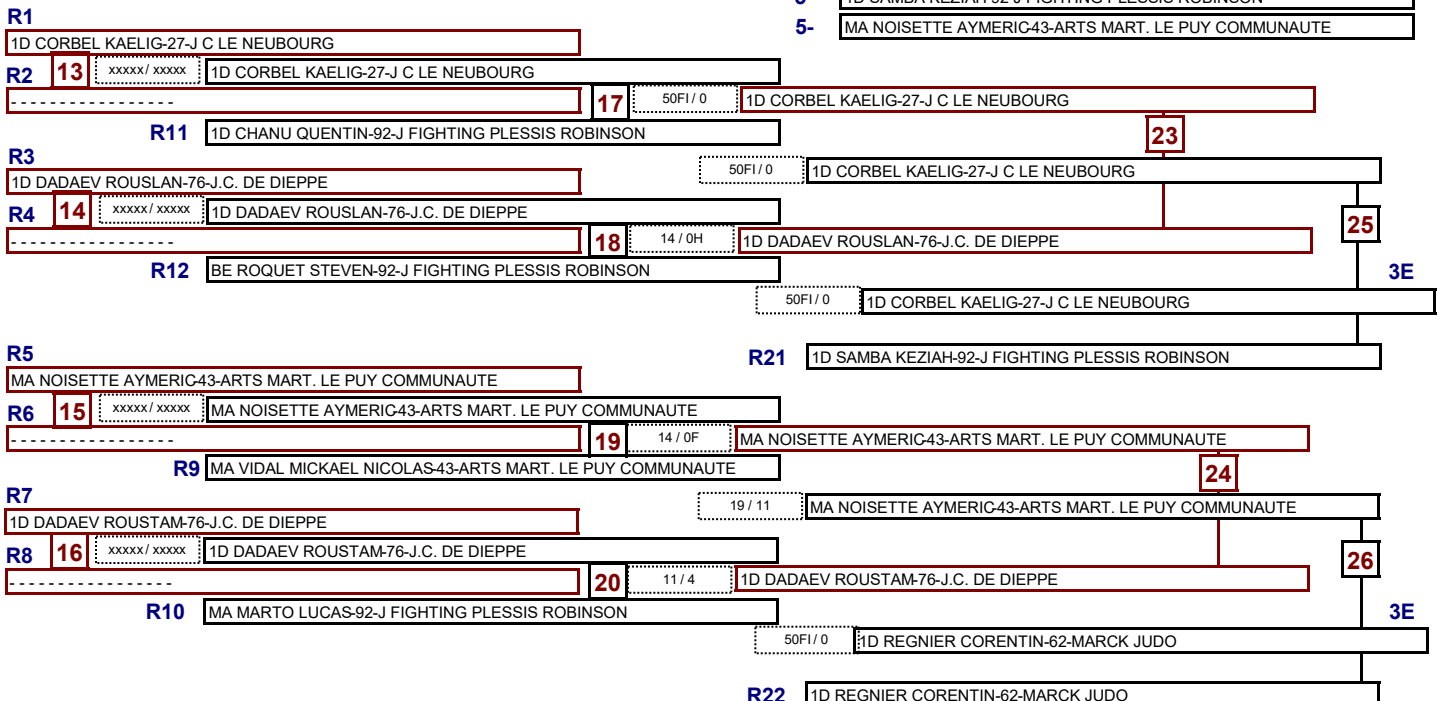 R1
5- MA NOISETTE AYMERIC-43-ARTS MART. LE PUY COMMUNAUTE
1D CORBEL KAELIG-27-J C LE NEUBOURG
R2 13 xxxxx / xxxxx 1D CORBEL KAELIG-27-J C LE NEUBOURG
- - - - - - - - - - - - - - - - - 17 50FI / 0 1D CORBEL KAELIG-27-J C LE NEUBOURG
R11 1D CHANU QUENTIN-92-J FIGHTING PLESSIS ROBINSON 23
R3
50FI / 0 1D CORBEL KAELIG-27-J C LE NEUBOURG
1D DADAEV ROUSLAN-76-J.C. DE DIEPPE
R4 14 xxxxx / xxxxx 1D DADAEV ROUSLAN-76-J.C. DE DIEPPE 25
- - - - - - - - - - - - - - - - - 18 14 / 0H 1D DADAEV ROUSLAN-76-J.C. DE DIEPPE
R12 BE ROQUET STEVEN-92-J FIGHTING PLESSIS ROBINSON 3E
50FI / 0 1D CORBEL KAELIG-27-J C LE NEUBOURG
R5
R21 1D SAMBA KEZIAH-92-J FIGHTING PLESSIS ROBINSON
MA NOISETTE AYMERIC-43-ARTS MART. LE PUY COMMUNAUTE
R6 15 xxxxx / xxxxx MA NOISETTE AYMERIC-43-ARTS MART. LE PUY COMMUNAUTE
- - - - - - - - - - - - - - - - - 19 14 / 0F MA NOISETTE AYMERIC-43-ARTS MART. LE PUY COMMUNAUTE
R9 MA VIDAL MICKAEL NICOLAS-43-ARTS MART. LE PUY COMMUNAUTE 24
R7
19 / 11 MA NOISETTE AYMERIC-43-ARTS MART. LE PUY COMMUNAUTE
1D DADAEV ROUSTAM-76-J.C. DE DIEPPE
R8 16 xxxxx / xxxxx 1D DADAEV ROUSTAM-76-J.C. DE DIEPPE 26
- - - - - - - - - - - - - - - - - 20 11 / 4 1D DADAEV ROUSTAM-76-J.C. DE DIEPPE
R10 MA MARTO LUCAS-92-J FIGHTING PLESSIS ROBINSON 3E
50FI / 0 1D REGNIER CORENTIN-62-MARCK JUDO
R22 1D REGNIER CORENTIN-62-MARCK JUDO